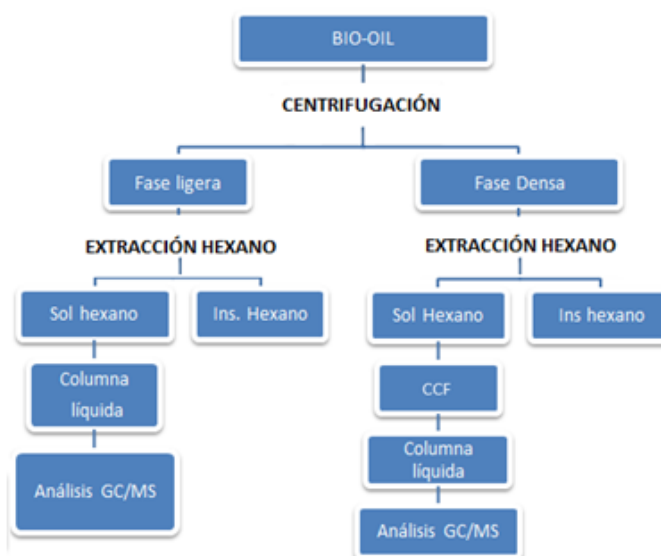 BIO-OIL
CENTRIFUGACIÓN
Fase ligera
Fase Densa
EXTRACCIÓN HEXANO
EXTRACCIÓN HEXANO
Sol hexano
Ins. Hexano
Sol Hexano
Ins hexano
Columna
líquida
CCF
Columna
líquida
Análisis GC/MS
Análisis GC/MS